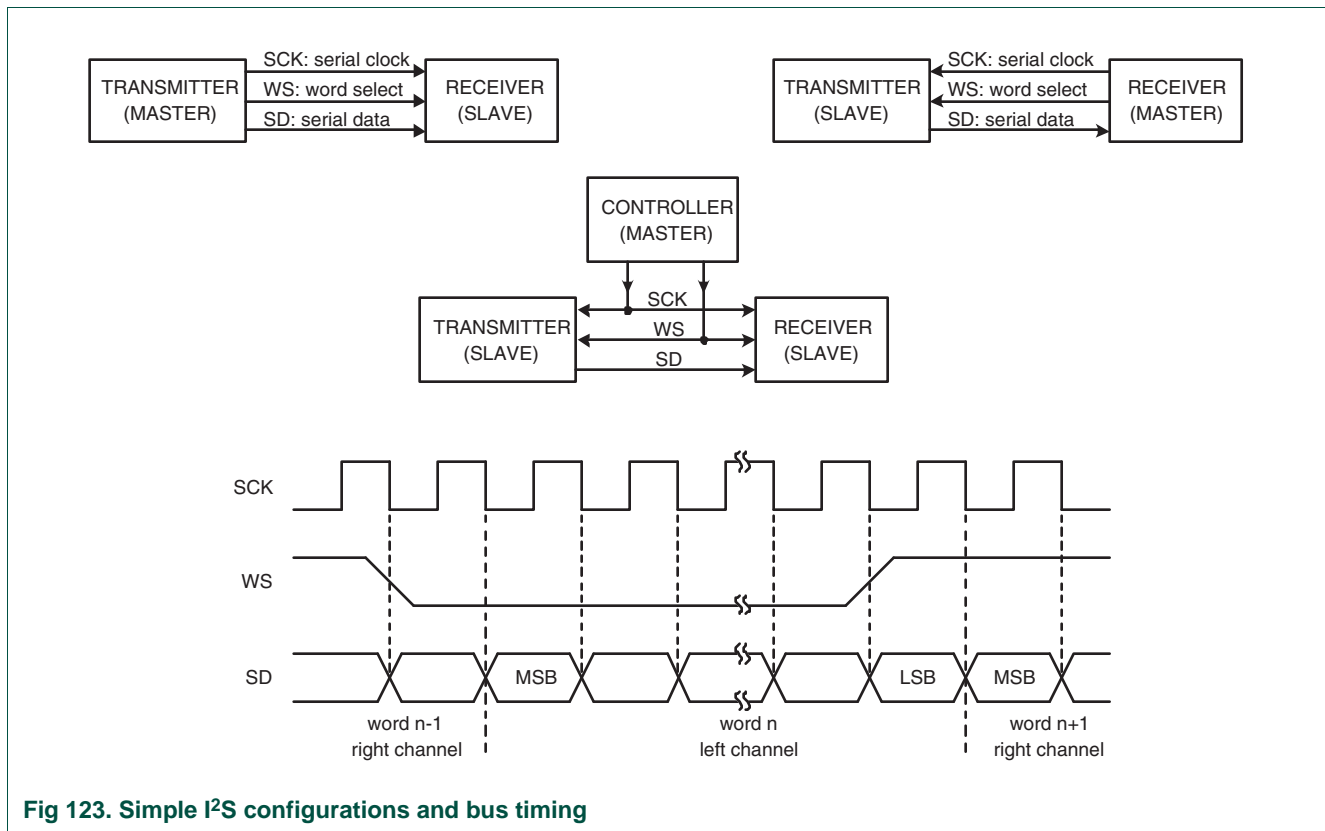 SCK: serial clock
TRANSMITTER
(MASTER)
WS: word select
RECEIVER
(SLAVE)
SD: serial data
SCK: serial clock
TRANSMITTER
(SLAVE)
WS: word select
RECEIVER
(MASTER)
SD: serial data
CONTROLLER
(MASTER)
TRANSMITTER
(SLAVE)
SCK
WS
SD
RECEIVER
(SLAVE)
SCK
WS
SD
MSB
LSB
MSB
word n-1
right channel
word n
left channel
word n+1
right channel
Fig 123. Simple I²S configurations and bus timing